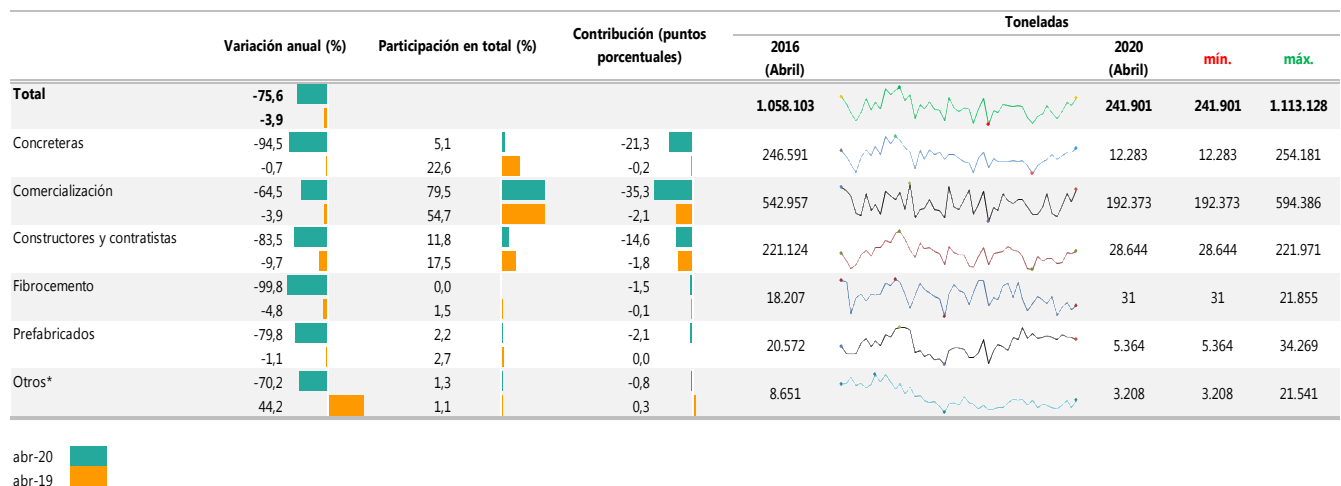 Toneladas
Variación anual (%) Participación en total (%) Contribución (puntos porcentuales) 2016 (Abril) 2020 (Abril) mín. máx.
Total -75,6 1.058.103 241.901 241.901 1.113.128
-3,9
Concreteras -94,5 5,1 -21,3 246.591 12.283 12.283 254.181
-0,7 22,6 -0,2
Comercialización -64,5 79,5 -35,3 542.957 192.373 192.373 594.386
-3,9 54,7 -2,1
Constructores y contratistas -83,5 11,8 -14,6 221.124 28.644 28.644 221.971
-9,7 17,5 -1,8
Fibrocemento -99,8 0,0 -1,5 18.207 31 31 21.855
-4,8 1,5 -0,1
Prefabricados -79,8 2,2 -2,1 20.572 5.364 5.364 34.269
-1,1 2,7 0,0
Otros* -70,2 1,3 -0,8 8.651 3.208 3.208 21.541
44,2 1,1 0,3
abr-20
abr-19